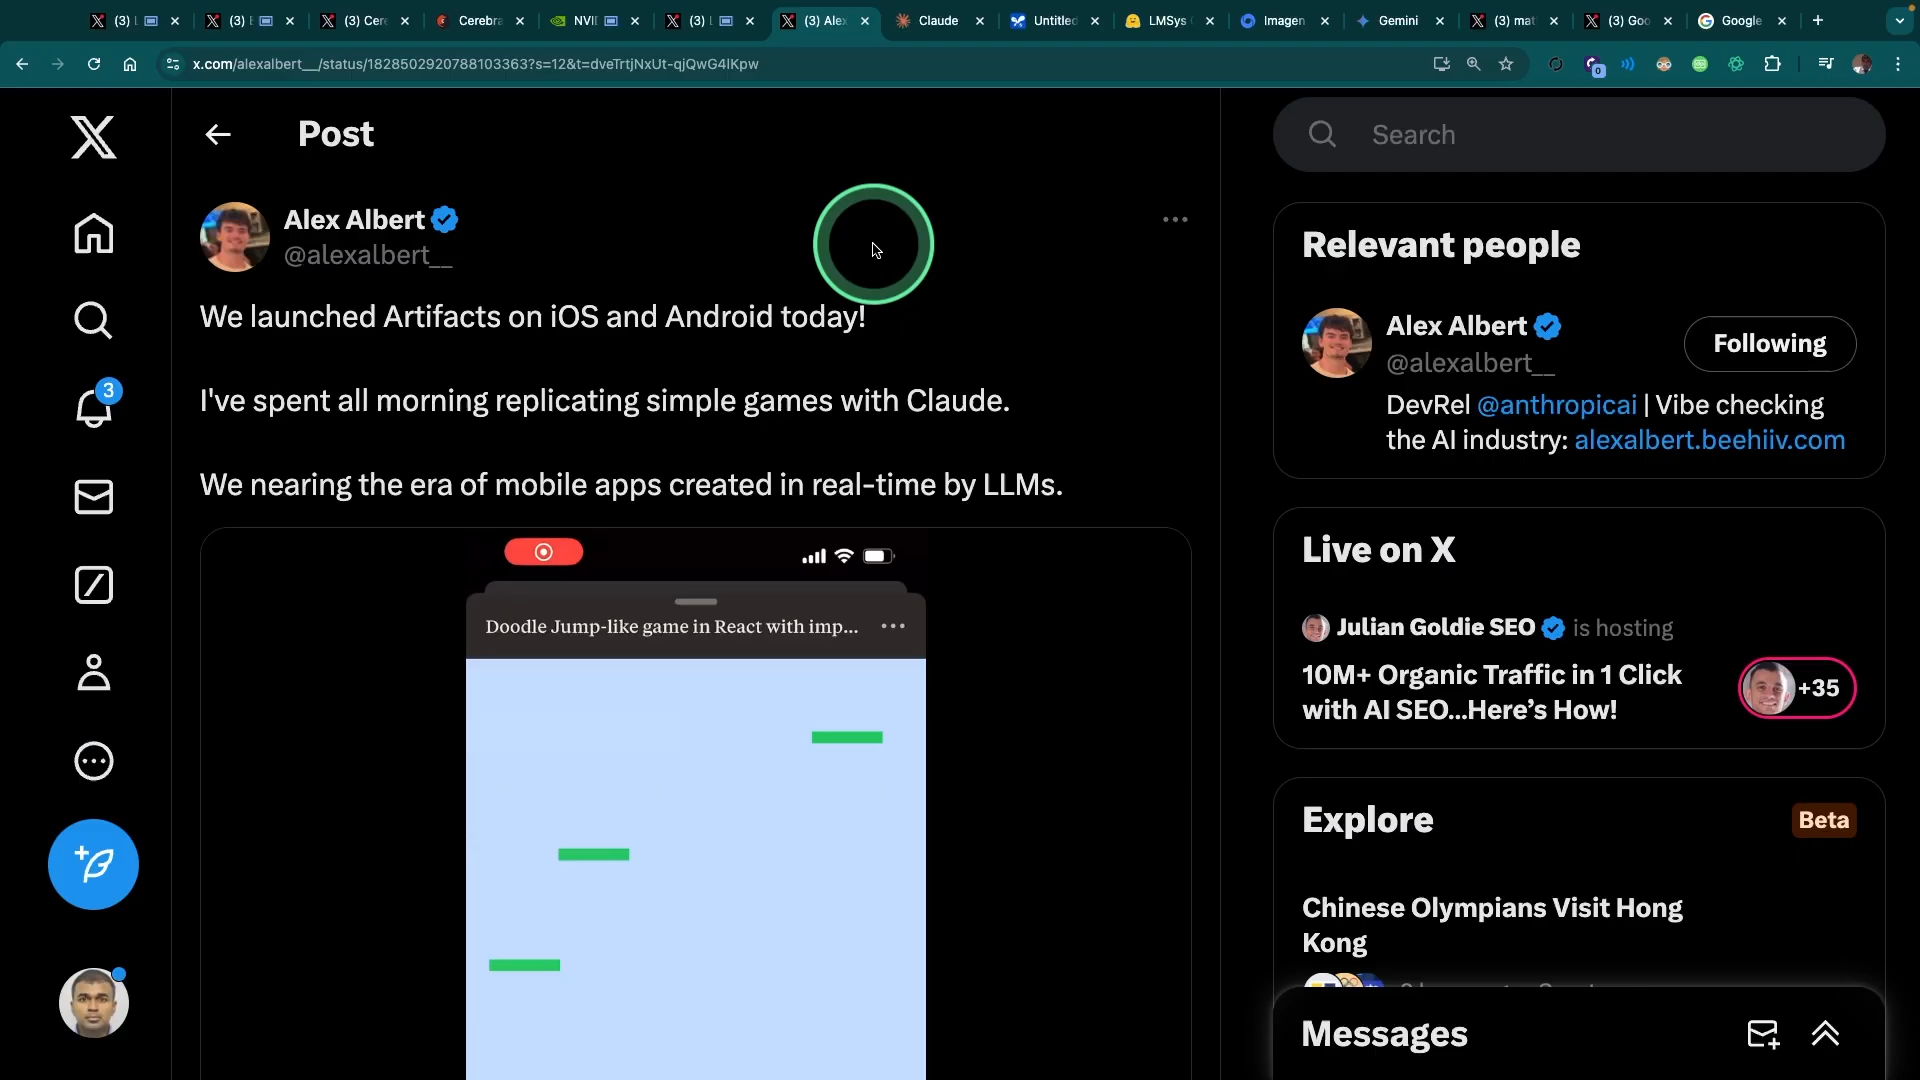 (3) L
(3) E
(3) Cere
Cerebra
NVII
(3) L
(3) Alex
Claude
Untitled
LMSys
Imagen
Gemini
(3) mat
(3) Goo
Google
x.com/alexalbert__/status/1828502920788103363?s=12&t=dveTrtjNxUt-qjQwG4lKpw
0
Post
Search
Alex Albert
@alexalbert__
We launched Artifacts on iOS and Android today!
I've spent all morning replicating simple games with Claude.
We nearing the era of mobile apps created in real-time by LLMs.
3
Doodle Jump-like game in React with imp...
Relevant people
Alex Albert
@alexalbert__
Following
DevRel @anthropicai | Vibe checking
the AI industry: alexalbert.beehiiv.com
Live on X
Julian Goldie SEO is hosting
10M+ Organic Traffic in 1 Click
with AI SEO...Here's How!
+35
Explore
Beta
Chinese Olympians Visit Hong
Kong
Messages